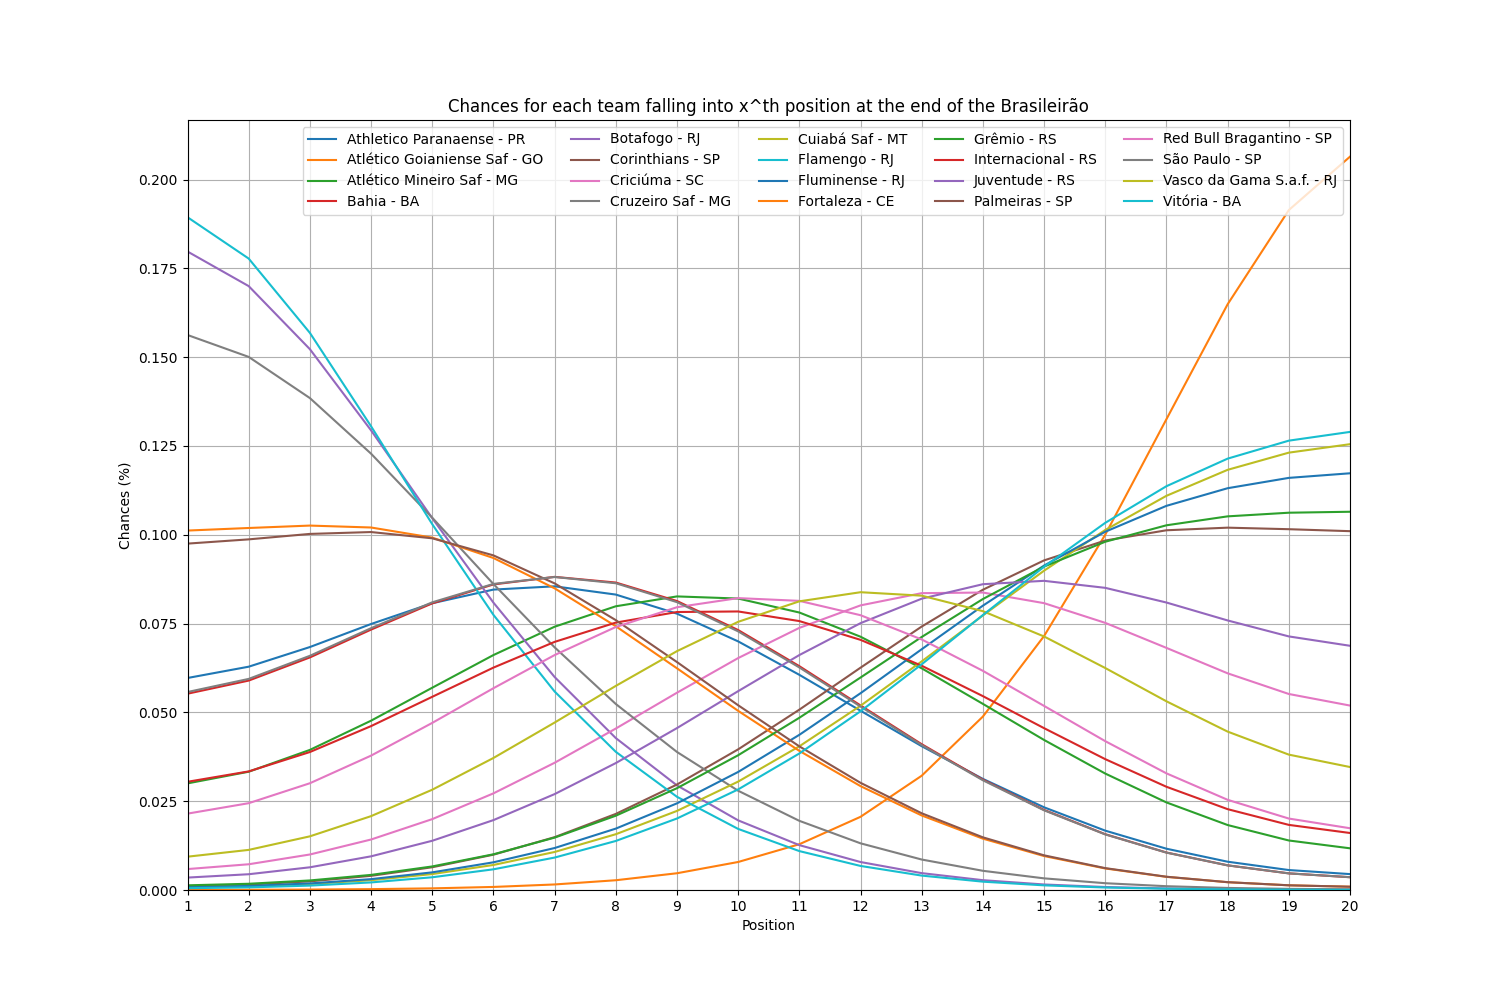 Chances for each team falling into x^th position at the end of the Brasileirão
Athletico Paranaense - PR
Atlético Goianiense Saf - GO
Atlético Mineiro Saf - MG
Bahia - BA
Botafogo - RJ
Corinthians - SP
Criciúma - SC
Cruzeiro Saf - MG
Cuiabá Saf - MT
Flamengo - RJ
Fluminense - RJ
Fortaleza - CE
Grêmio - RS
Internacional - RS
Juventude - RS
Palmeiras - SP
Red Bull Bragantino - SP
São Paulo - SP
Vasco da Gama S.a.f. - RJ
Vitória - BA
Chances (%)
0.200
0.175
0.150
0.125
0.100
0.075
0.050
0.025
0.000
1 2 3 4 5 6 7 8 9 10 11 12 13 14 15 16 17 18 19 20
Position